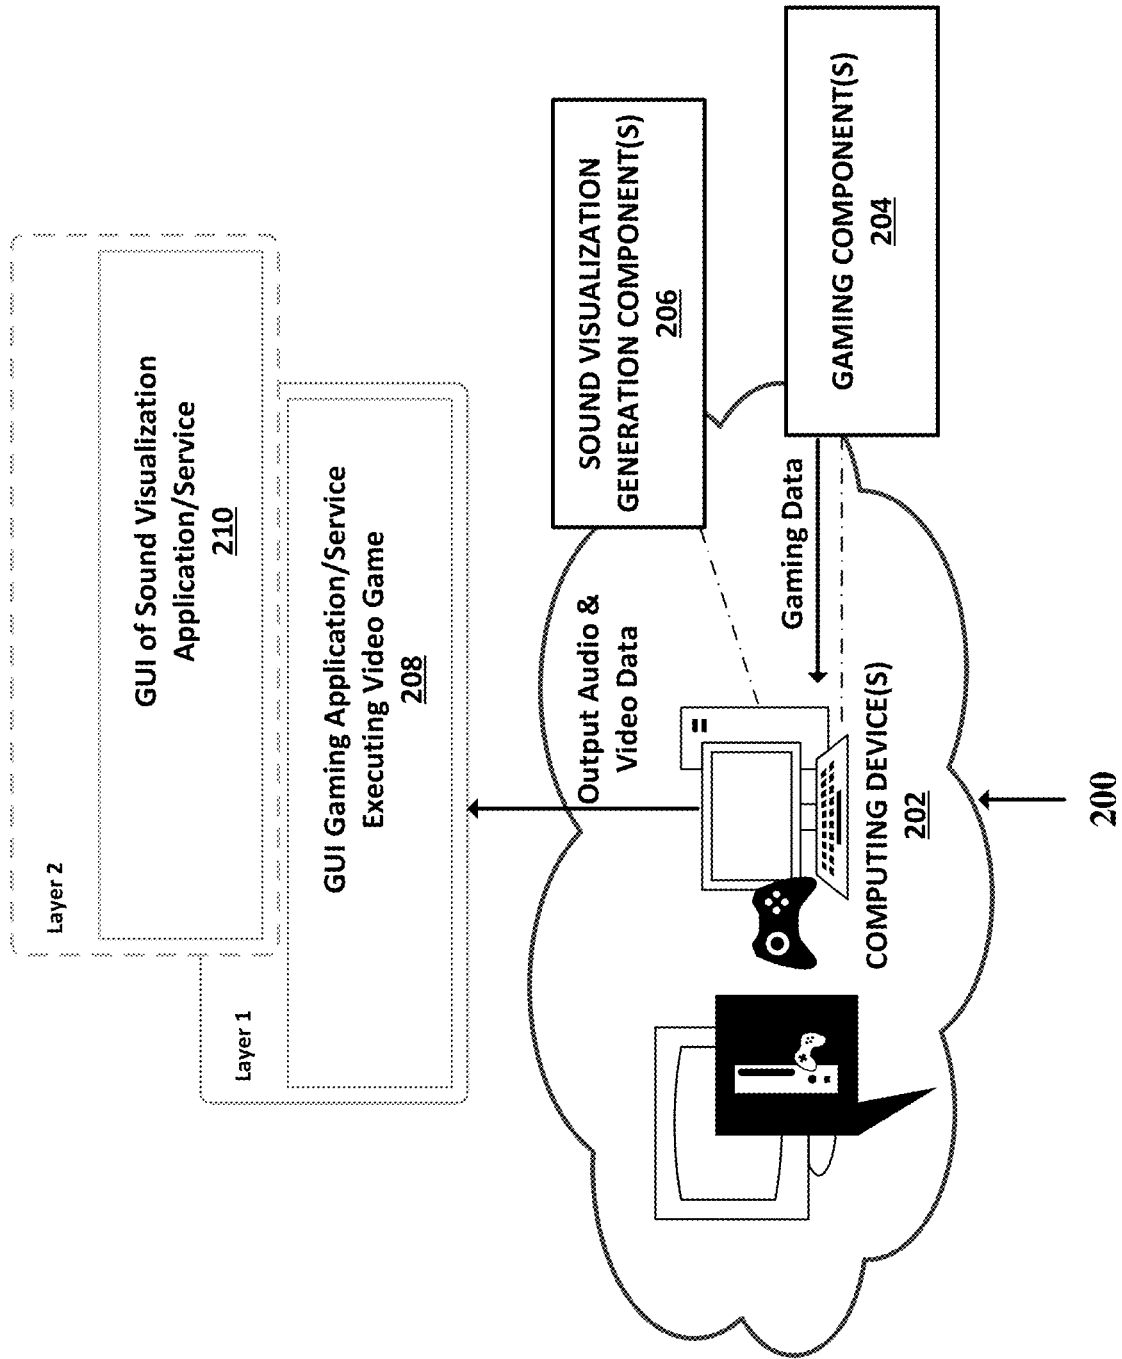 Layer 2
GUI of Sound Visualization
Application/Service
210
Layer 1
GUI Gaming Application/Service
Executing Video Game
208
Output Audio &
Video Data
SOUND VISUALIZATION
GENERATION COMPONENT(S)
206
Gaming Data
GAMING COMPONENT(S)
204
COMPUTING DEVICE(S)
202
200